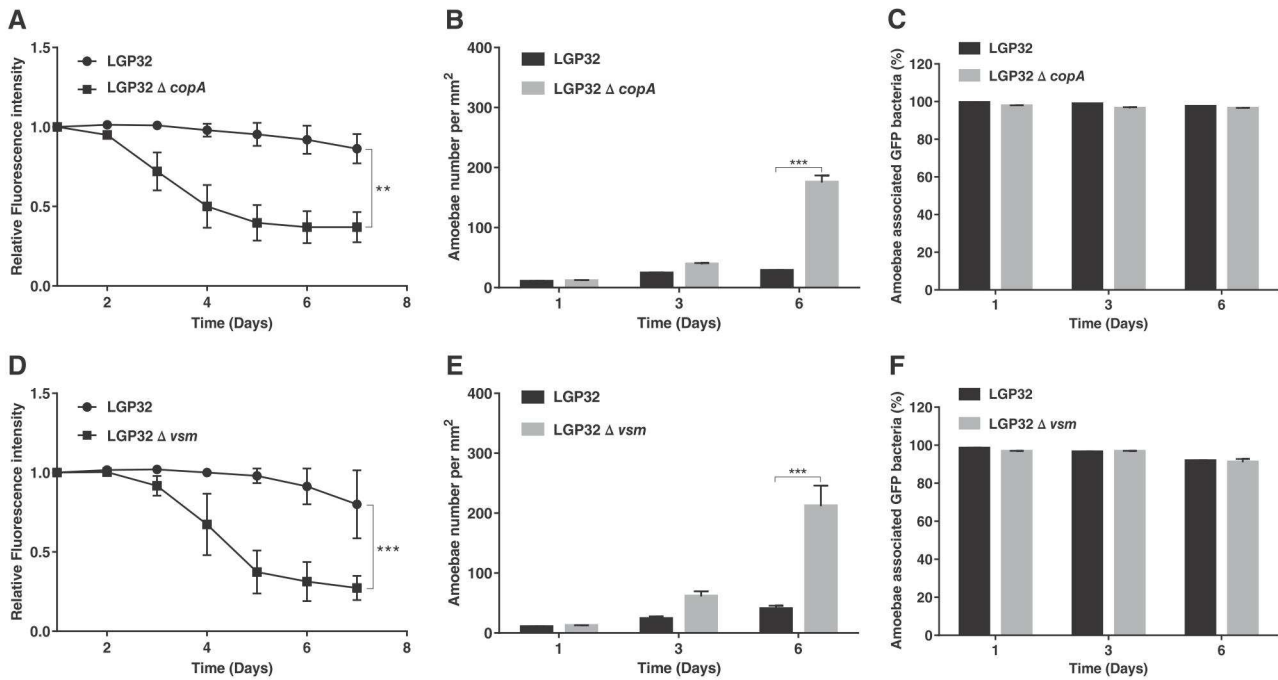 A
Relative Fluorescence intensity
1.5
1.0
0.5
0.0
LGP32
LGP32 Δ copA
**
2 4 6 8
Time (Days)
B
Amoebae number per mm²
400
300
200
100
0
LGP32
LGP32 Δ copA
***
1 3 6
Time (Days)
C
Amoebae associated GFP bacteria (%)
LGP32
LGP32 Δ copA
120
100
80
60
40
20
0
1 3 6
Time (Days)
D
Relative Fluorescence intensity
1.5
1.0
0.5
0.0
LGP32
LGP32 Δ vsm
***
2 4 6 8
Time (Days)
E
Amoebae number per mm²
400
300
200
100
0
LGP32
LGP32 Δ vsm
***
1 3 6
Time (Days)
F
Amoebae associated GFP bacteria (%)
LGP32
LGP32 Δ vsm
120
100
80
60
40
20
0
1 3 6
Time (Days)